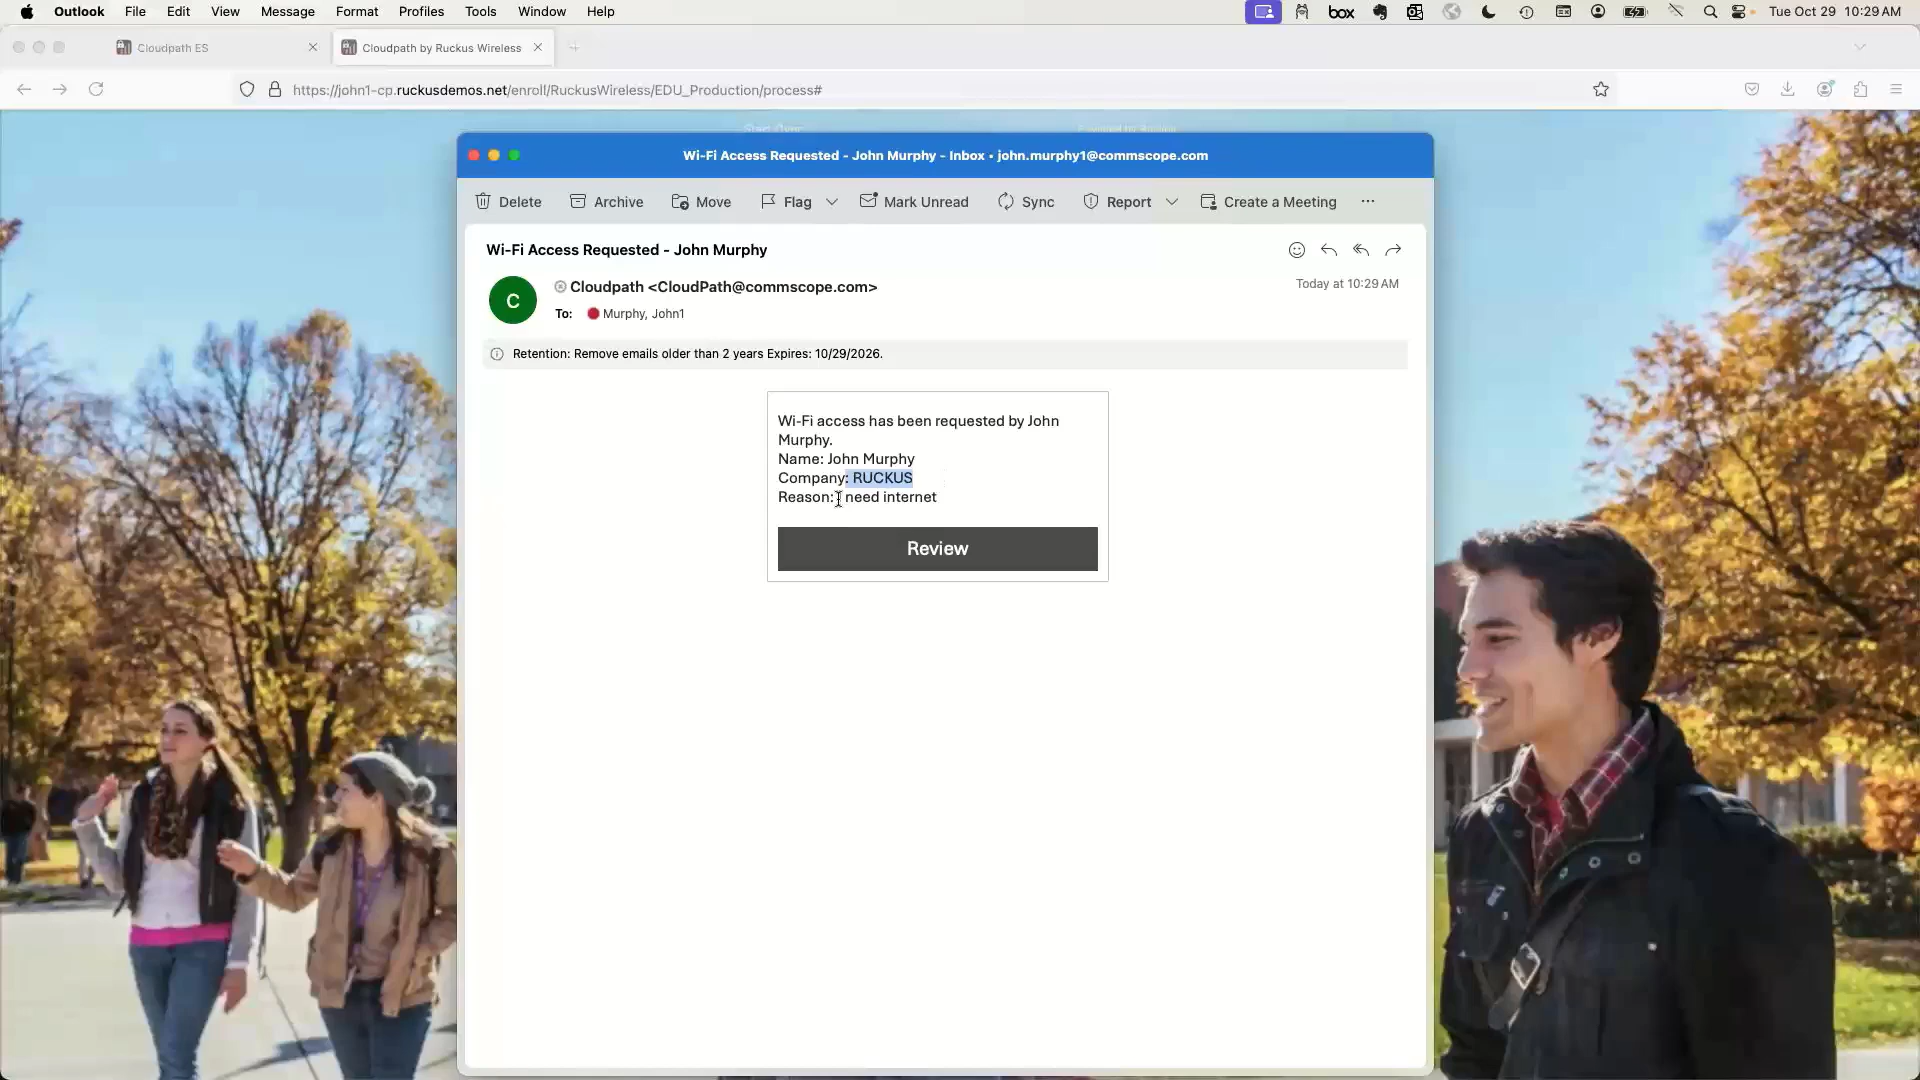 Outlook File Edit View Message Format Profiles Tools Window Help box Tue Oct 29 10:29 AM
Cloudpath ES Cloudpath by Ruckus Wireless
https://john1-cp.ruckusdemos.net/enroll/RuckusWireless/EDU_Production/process#
Wi-Fi Access Requested - John Murphy - Inbox • john.murphy1@commscope.com
Delete Archive Move Flag Mark Unread Sync Report Create a Meeting ...
Wi-Fi Access Requested - John Murphy
C
Cloudpath <CloudPath@commscope.com>
Today at 10:29 AM
To: Murphy, John1
Retention: Remove emails older than 2 years Expires: 10/29/2026.
Wi-Fi access has been requested by John
Murphy.
Name: John Murphy
Company: RUCKUS
Reason: I need internet
Review